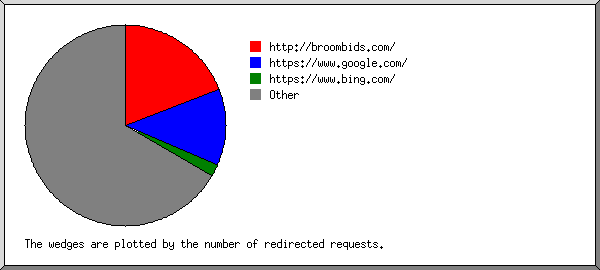 http://broombids.com/
https://www.google.com/
https://www.bing.com/
Other
The wedges are plotted by the number of redirected requests.